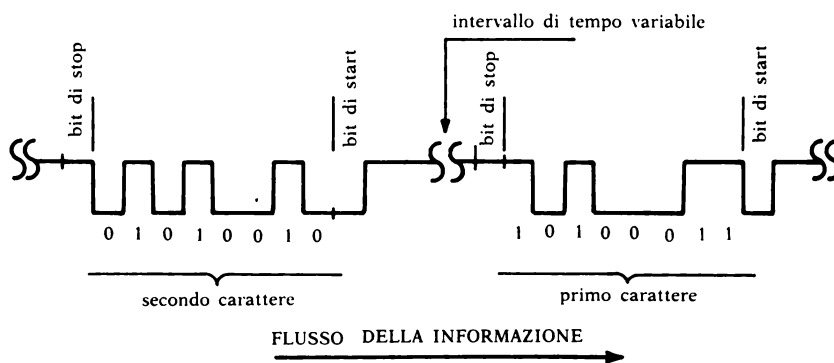 intervallo di tempo variabile
bit di stop
bit di start
bit di stop
bit di start
0 1 0 1 0 0 1 0
1 0 1 0 0 0 1 1
secondo carattere
primo carattere
FLUSSO DELLA INFORMAZIONE